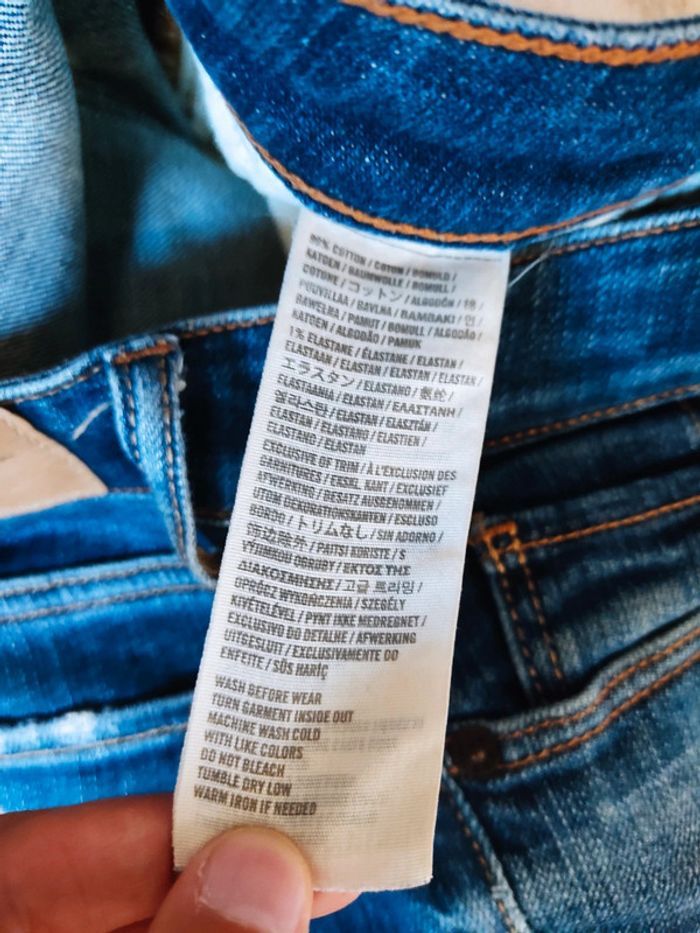 COTTON / COTON / BOMULD /
KATOEN / BAUMWOLLE / BOMULL /
COTONE / コットン / ALGODÓN / 棉 /
PUUVILLAA / BAVLNA / ΒΑΜΒΑΚΙ / 면 /
BAWEŁNA / PAMUT / BOMULL / ALGODÃO /
KATOEN / ALGODÃO / PAMUK
1% ELASTANE / ÉLASTANE / ELASTAN /
ELASTAAN / ELASTAN / ELASTAN / ELASTAN /
エラスタン / ELASTANO / 氨纶 /
ELASTAANIA / ELASTAN / ΕΛΑΣΤΑΝΗ /
엘라스탄 / ELASTAN / ELASZTÁN /
ELASTAN / ELASTANO / ELASTIEN /
ELASTANO / ELASTAN
EXCLUSIVE OF TRIM / À L'EXCLUSION DES
GARNITURES / EKSKL KANT / EXCLUSIEF
AFWERKING / BESATZ AUSGENOMMEN /
UTOM DEKORATIONSKANTEN / ESCLUSO
BORDO / トリムなし / SIN ADORNO /
饰边除外 / PAITSI KORISTE / S
VÝJIMKOU OGRUBY / ΕΚΤΟΣ ΤΗΣ
ΔΙΑΚΟΣΜΗΣΗΣ / 고급 트리밍 /
OPRÓCZ WYKOŃCZENIA / SZEGÉLY
KIVÉTELÉVEL / PYNT IKKE MEDREGNET /
EXCLUSIVO DO DETALHE / AFWERKING
UITGESLUIT / EXCLUSIVAMENTE DO
ENFEITE / SÜS HARİÇ
WASH BEFORE WEAR
TURN GARMENT INSIDE OUT
MACHINE WASH COLD
WITH LIKE COLORS
DO NOT BLEACH
TUMBLE DRY LOW
WARM IRON IF NEEDED